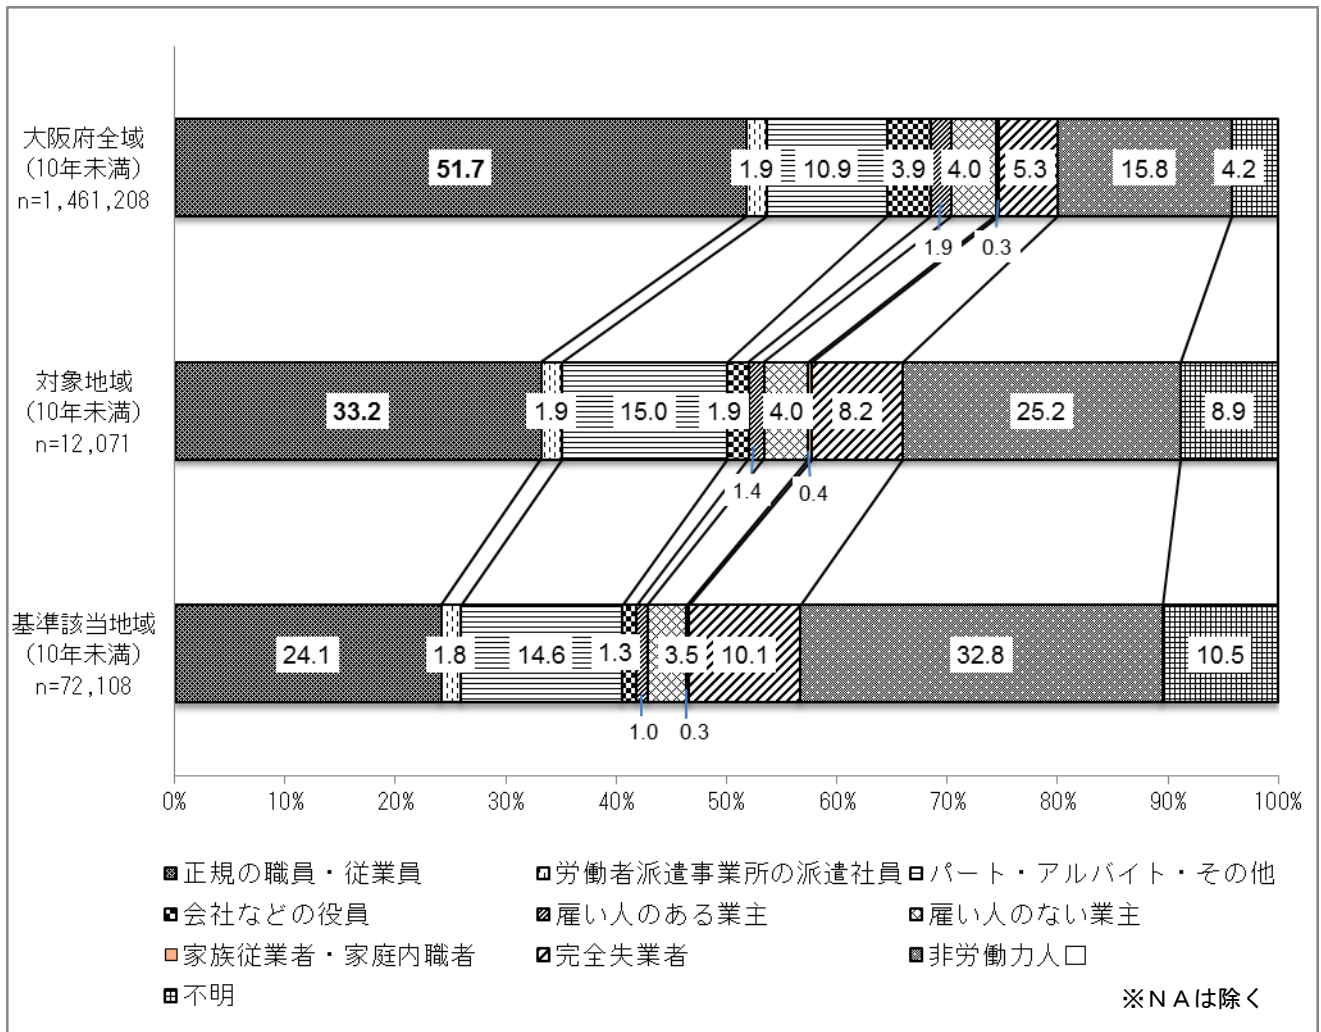 大阪府全域
(10年未満)
n=1,461,208
51.7
1.9
10.9
3.9
4.0
5.3
15.8
4.2
1.9
0.3
対象地域
(10年未満)
n=12,071
33.2
1.9
15.0
1.9
4.0
8.2
25.2
8.9
1.4
0.4
基準該当地域
(10年未満)
n=72,108
24.1
1.8
14.6
1.3
3.5
10.1
32.8
10.5
1.0
0.3
0% 10% 20% 30% 40% 50% 60% 70% 80% 90% 100%
正規の職員・従業員 労働者派遣事業所の派遣社員 パート・アルバイト・その他
会社などの役員 雇い人のある業主 雇い人のない業主
家族従業者・家庭内職者 完全失業者 非労働力人口
不明
※NAは除く